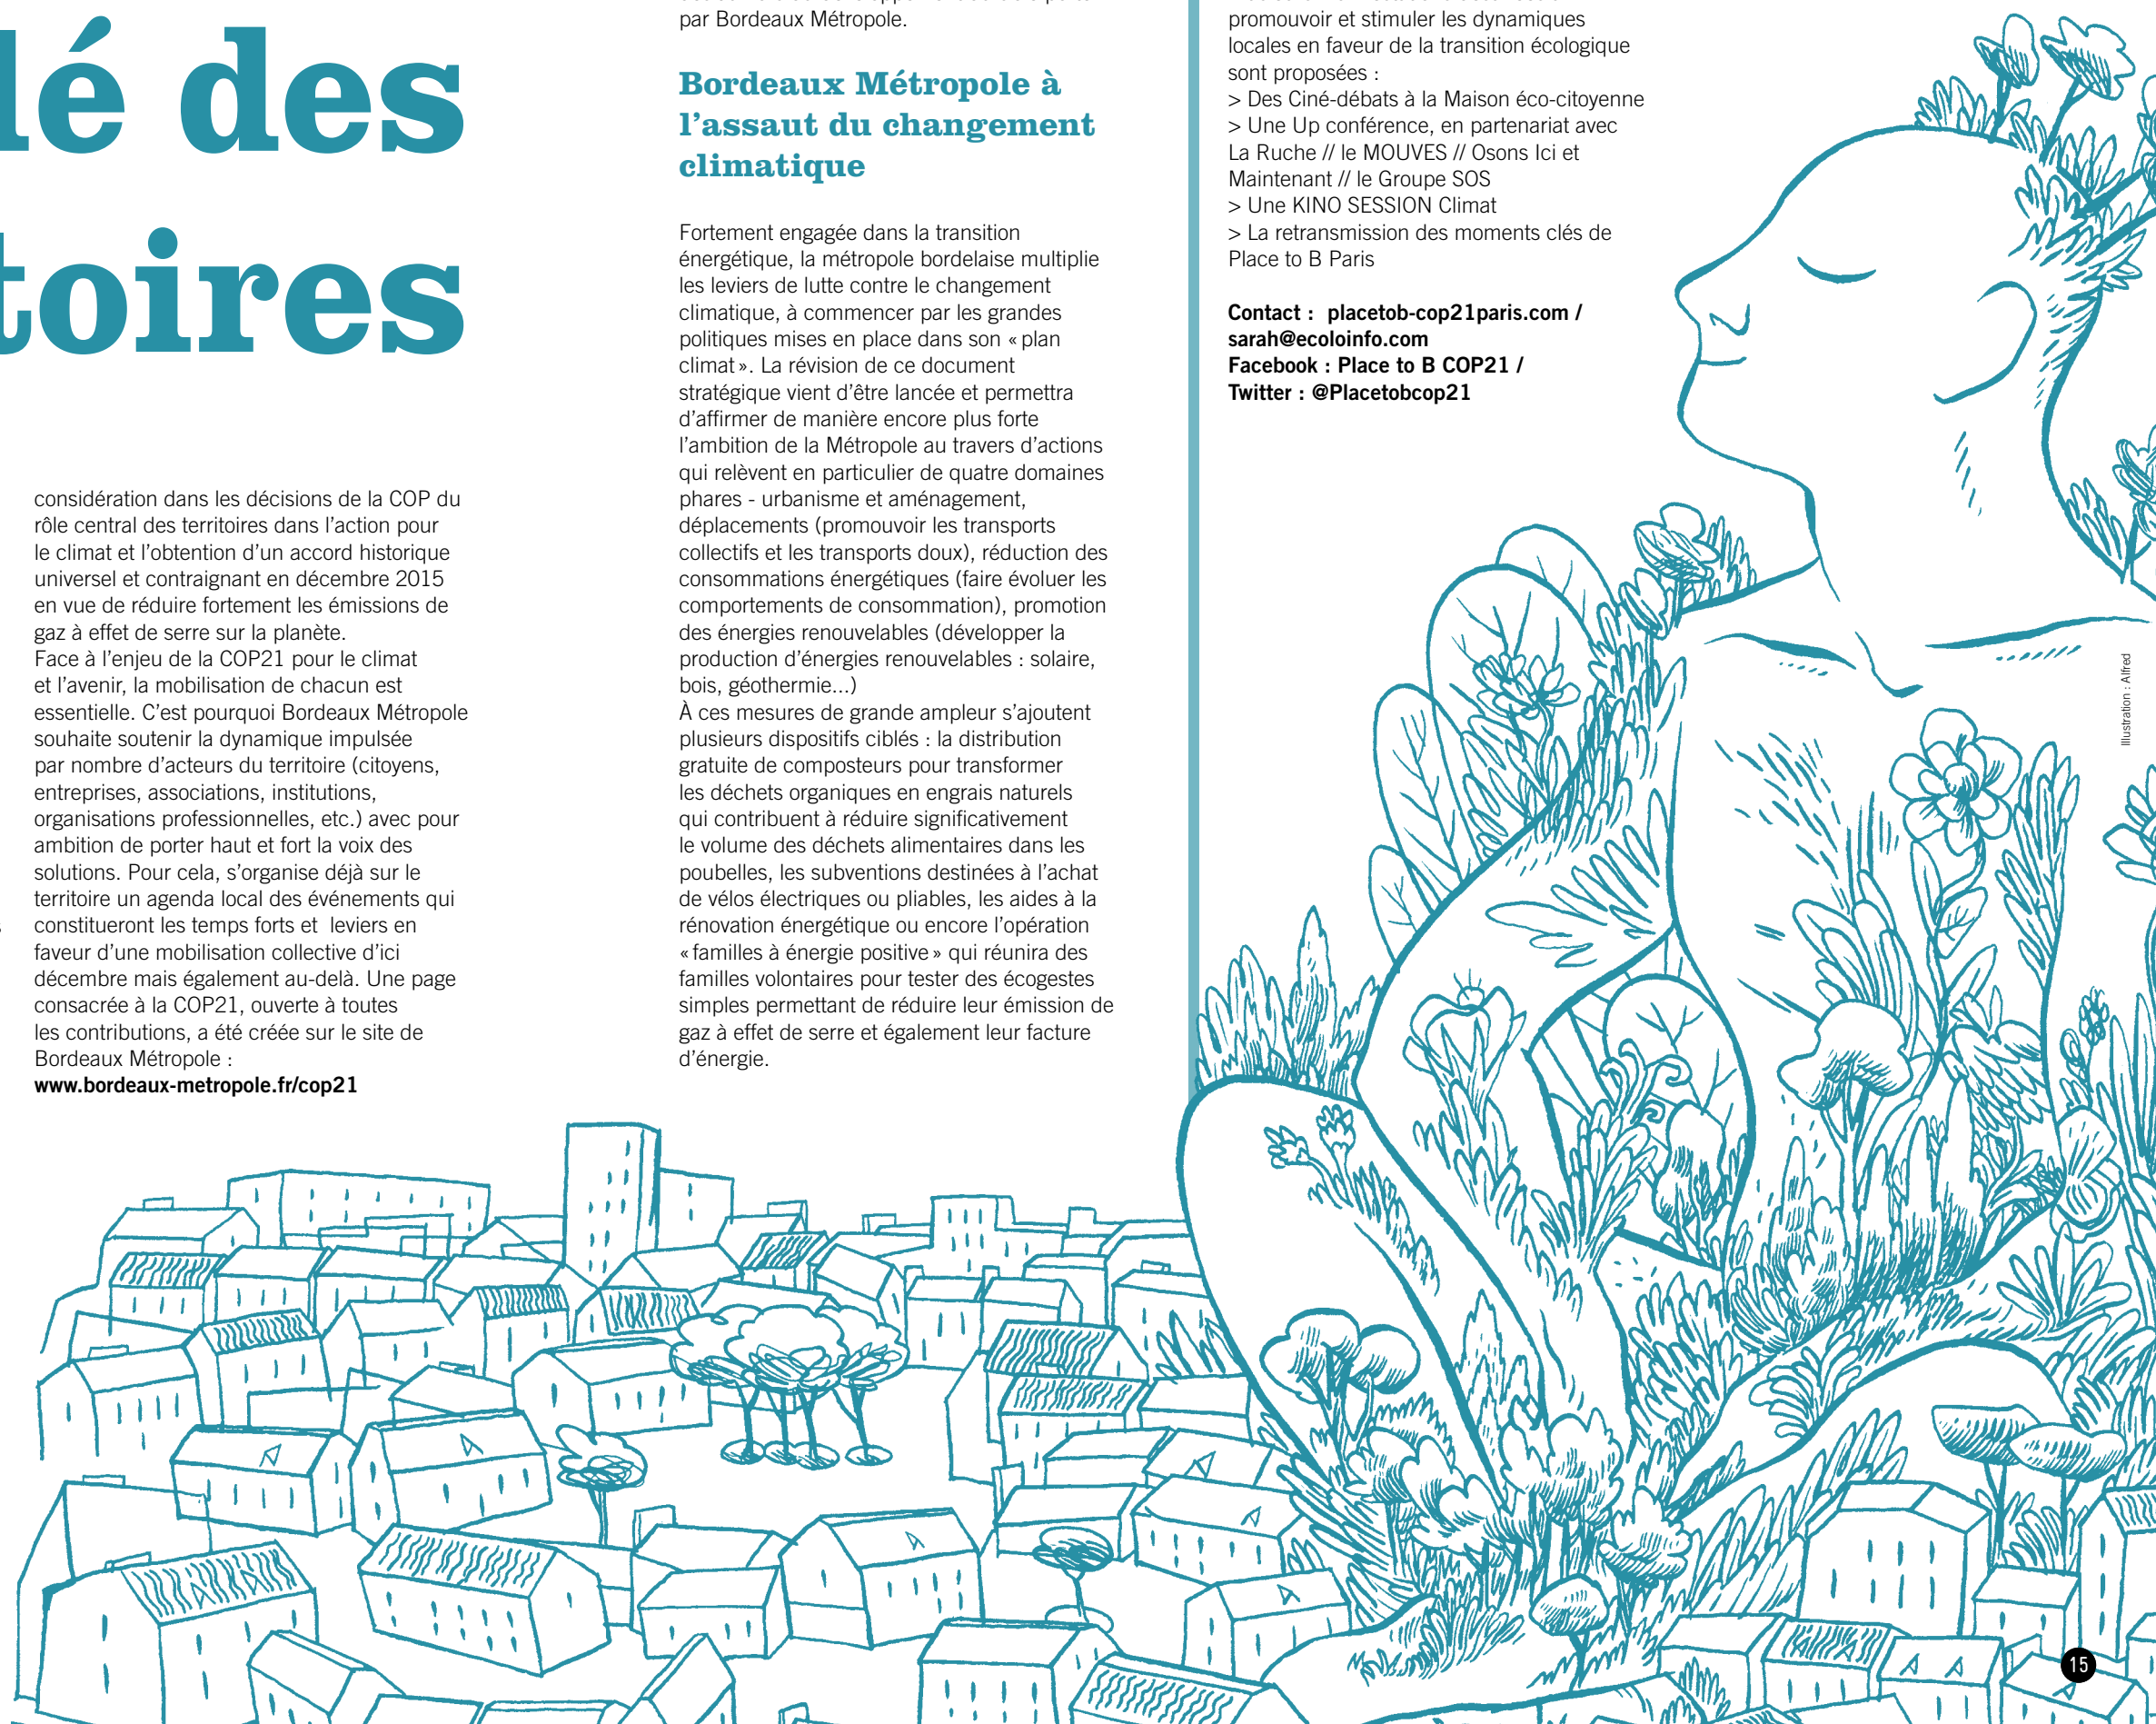 lé des
toires
considération dans les décisions de la COP du
rôle central des territoires dans l'action pour
le climat et l'obtention d'un accord historique
universel et contraignant en décembre 2015
en vue de réduire fortement les émissions de
gaz à effet de serre sur la planète.
Face à l'enjeu de la COP21 pour le climat
et l'avenir, la mobilisation de chacun est
essentielle. C'est pourquoi Bordeaux Métropole
souhaite soutenir la dynamique impulsée
par nombre d'acteurs du territoire (citoyens,
entreprises, associations, institutions,
organisations professionnelles, etc.) avec pour
ambition de porter haut et fort la voix des
solutions. Pour cela, s'organise déjà sur le
territoire un agenda local des événements qui
constitueront les temps forts et leviers en
faveur d'une mobilisation collective d'ici
décembre mais également au-delà. Une page
consacrée à la COP21, ouverte à toutes
les contributions, a été créée sur le site de
Bordeaux Métropole :
www.bordeaux-metropole.fr/cop21
par Bordeaux Métropole.
Bordeaux Métropole à
l'assaut du changement
climatique
Fortement engagée dans la transition
énergétique, la métropole bordelaise multiplie
les leviers de lutte contre le changement
climatique, à commencer par les grandes
politiques mises en place dans son « plan
climat ». La révision de ce document
stratégique vient d'être lancée et permettra
d'affirmer de manière encore plus forte
l'ambition de la Métropole au travers d'actions
qui relèvent en particulier de quatre domaines
phares - urbanisme et aménagement,
déplacements (promouvoir les transports
collectifs et les transports doux), réduction des
consommations énergétiques (faire évoluer les
comportements de consommation), promotion
des énergies renouvelables (développer la
production d'énergies renouvelables : solaire,
bois, géothermie...)
À ces mesures de grande ampleur s'ajoutent
plusieurs dispositifs ciblés : la distribution
gratuite de composteurs pour transformer
les déchets organiques en engrais naturels
qui contribuent à réduire significativement
le volume des déchets alimentaires dans les
poubelles, les subventions destinées à l'achat
de vélos électriques ou pliables, les aides à la
rénovation énergétique ou encore l'opération
« familles à énergie positive » qui réunira des
familles volontaires pour tester des écogestes
simples permettant de réduire leur émission de
gaz à effet de serre et également leur facture
d'énergie.
promouvoir et stimuler les dynamiques
locales en faveur de la transition écologique
sont proposées :
> Des Ciné-débats à la Maison éco-citoyenne
> Une Up conférence, en partenariat avec
La Ruche // le MOUVES // Osons Ici et
Maintenant // le Groupe SOS
> Une KINO SESSION Climat
> La retransmission des moments clés de
Place to B Paris
Contact : placetob-cop21paris.com /
sarah@ecoloinfo.com
Facebook : Place to B COP21 /
Twitter : @Placetobcop21
Illustration : Alfred
15